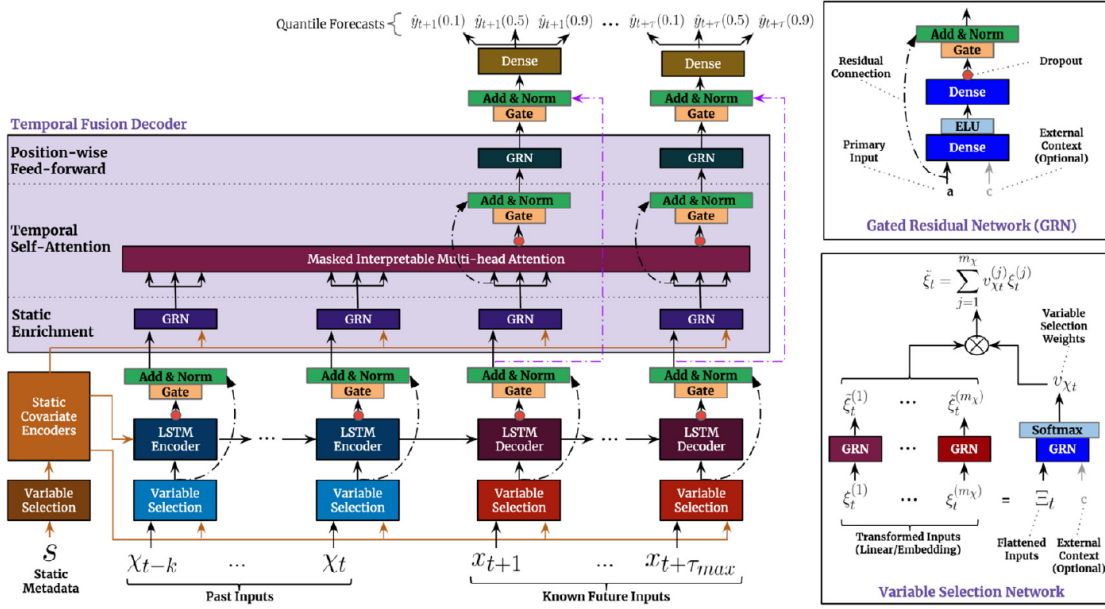 Quantile Forecasts { ŷt+1(0.1) ŷt+1(0.5) ŷt+1(0.9) ... ŷt+τ(0.1) ŷt+τ(0.5) ŷt+τ(0.9)
Dense Dense
Add & Norm Add & Norm
Gate Gate
Temporal Fusion Decoder
Position-wise
Feed-forward
GRN GRN
Add & Norm Add & Norm
Gate Gate
Temporal
Self-Attention
Masked Interpretable Multi-head Attention
Static
Enrichment
GRN GRN GRN GRN
Add & Norm Add & Norm Add & Norm Add & Norm
Gate Gate Gate Gate
Static
Covariate
Encoders
LSTM
Encoder
...
LSTM
Encoder
LSTM
Decoder
...
LSTM
Decoder
Variable
Selection
Variable
Selection
Variable
Selection
Variable
Selection
Variable
Selection
s
Static
Metadata
χt−k ... χt xt+1 ... xt+τmax
Past Inputs
Known Future Inputs
Add & Norm
Gate
Residual
Connection
Dropout
Dense
ELU
Dense
Primary
Input
External
Context
(Optional)
a c
Gated Residual Network (GRN)
ξ̃t = ∑j=1mχ vχt(j) ξ̃t(j)
Variable
Selection
Weights
⊗
vχt
ξ̃t(1) ... ξ̃t(mχ)
Softmax
GRN ... GRN GRN
ξt(1) ... ξt(mχ) = Ξt c
Transformed Inputs
(Linear/Embedding)
Flattened
Inputs
External
Context
(Optional)
Variable Selection Network